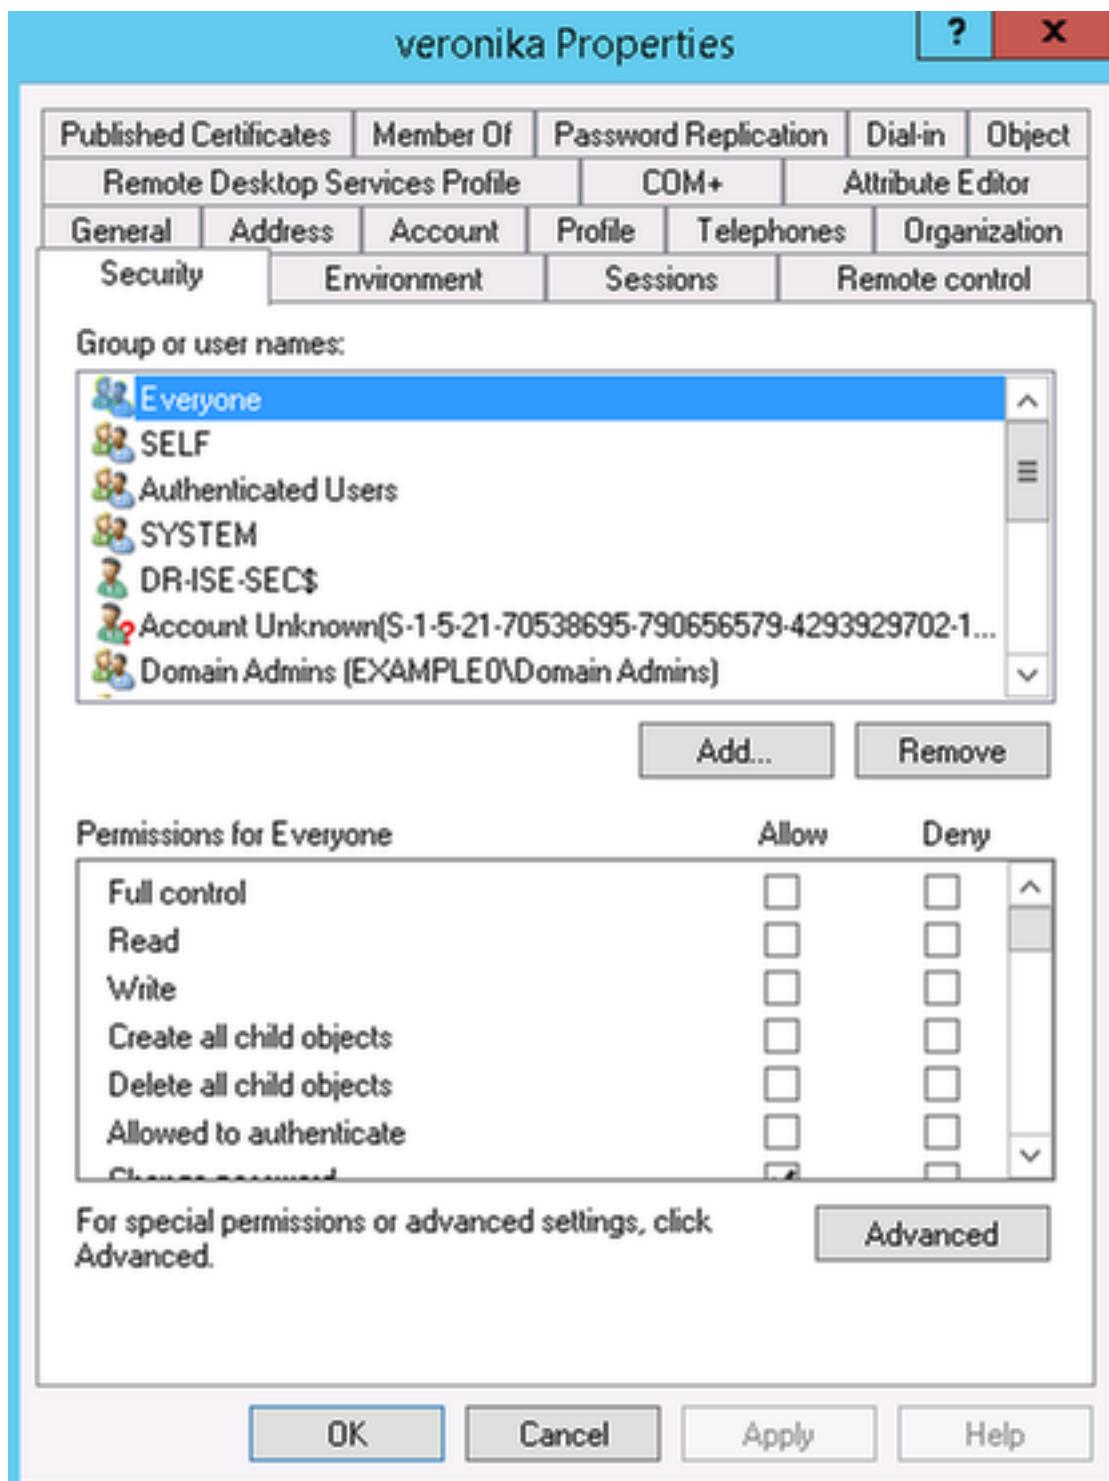 veronika Properties
?
x
Published Certificates Member Of Password Replication Dial-in Object
Remote Desktop Services Profile COM+ Attribute Editor
General Address Account Profile Telephones Organization
Security Environment Sessions Remote control
Group or user names:
Everyone
SELF
Authenticated Users
SYSTEM
DR-ISE-SEC$
Account Unknown(S-1-5-21-70538695-790656579-4293929702-1...
Domain Admins (EXAMPLE0\Domain Admins)
Add... Remove
Permissions for Everyone Allow Deny
Full control
Read
Write
Create all child objects
Delete all child objects
Allowed to authenticate
Change password
For special permissions or advanced settings, click
Advanced.
Advanced
OK Cancel Apply Help